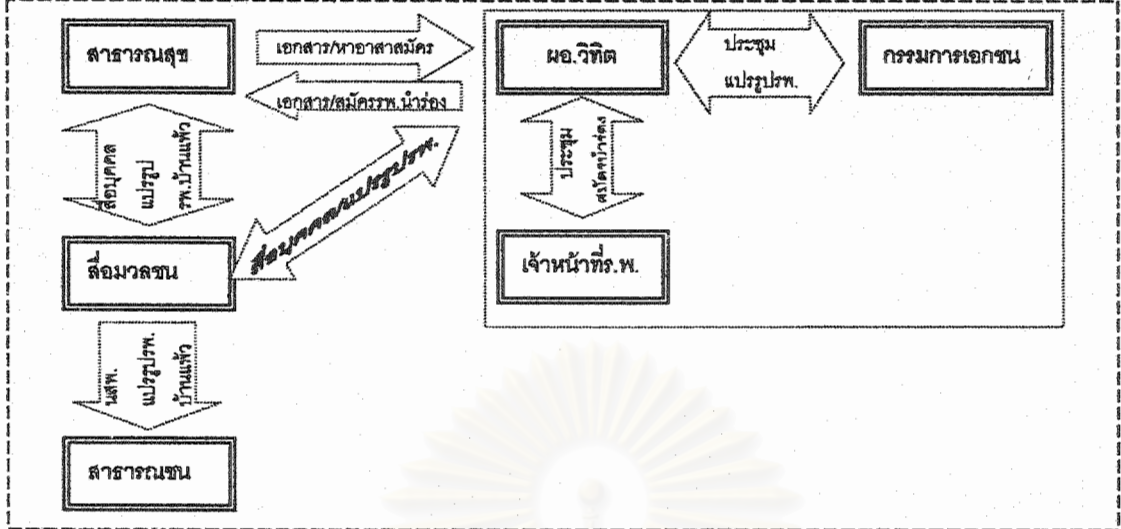 สาธารณสุข
เอกสาร/หาอาสาสมัคร
เอกสาร/สมัครรพ.นำร่อง
ผอ.วิทิต
ประชุม
แปรรูปรพ.
กรรมการเอกชน
สื่อบุคคล
แปรรูป
รพ.บ้านแพ้ว
สื่อบุคคล/แปรรูปรพ.
ประชุม
สมัครนำร่อง
สื่อมวลชน
เจ้าหน้าที่ร.พ.
นสพ.
แปรรูปรพ.
บ้านแพ้ว
สาธารณชน